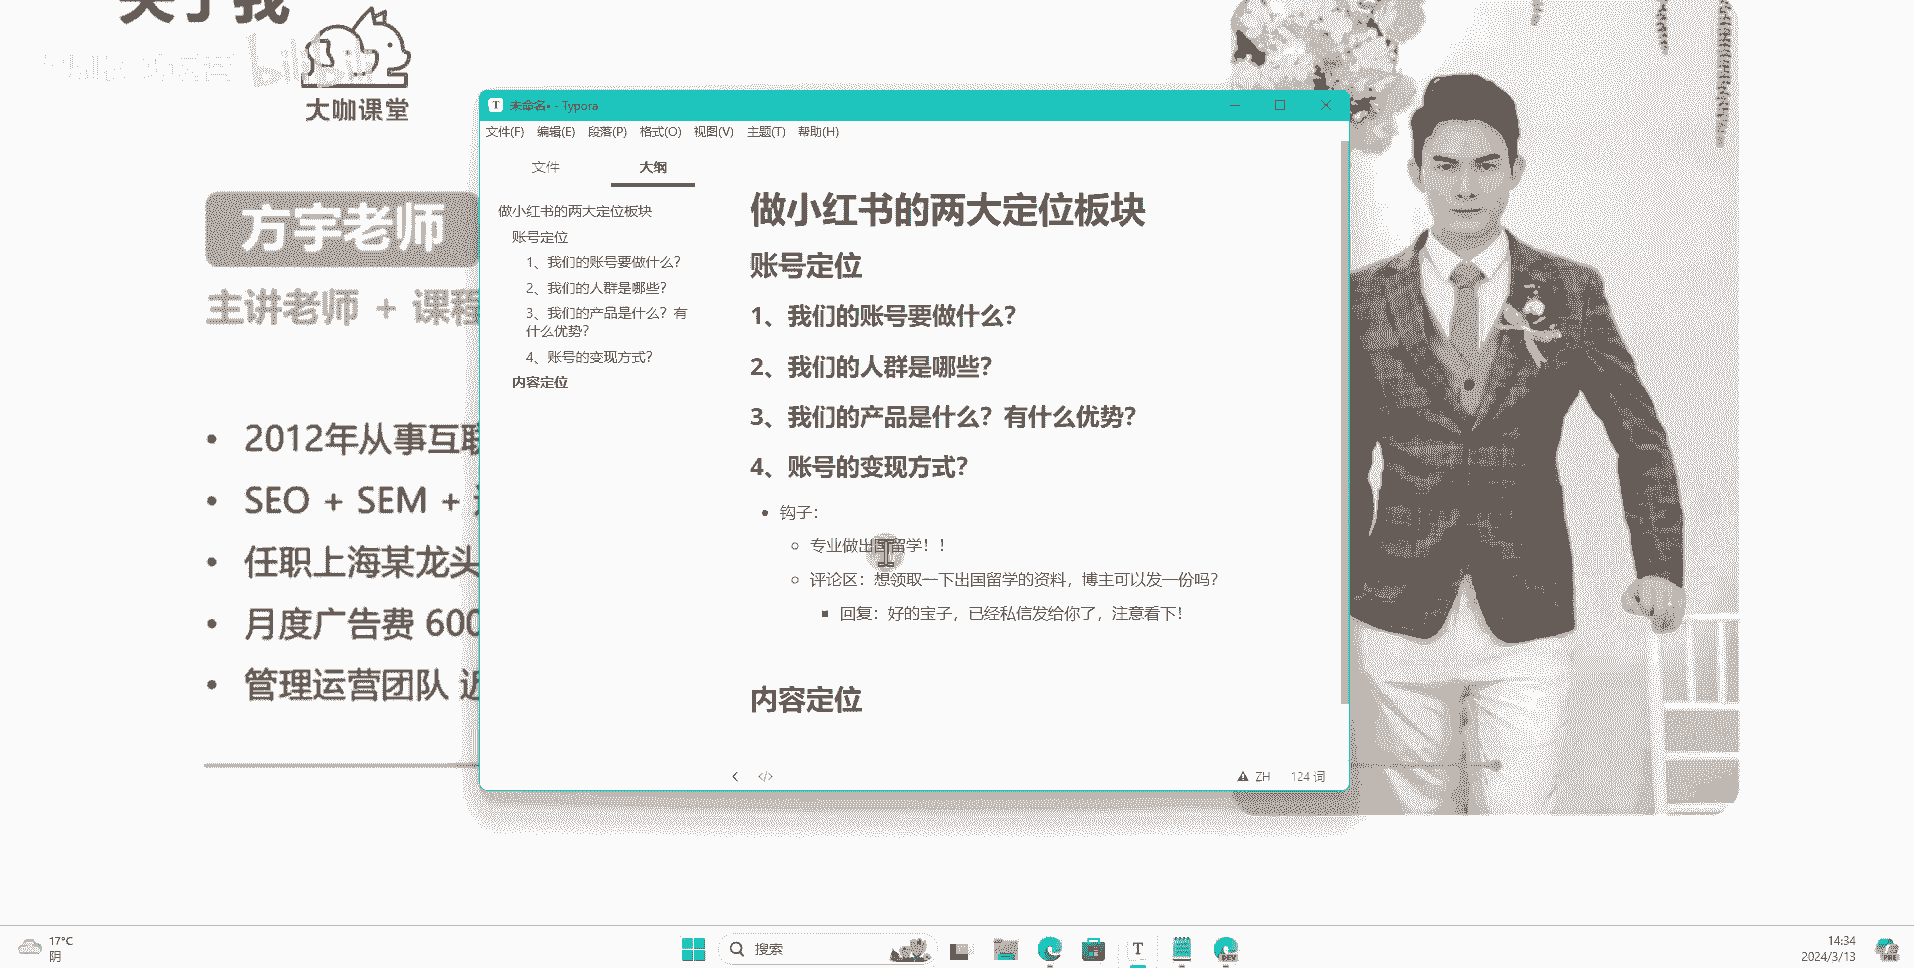 关于我
bilibili
大咖课堂
方宇老师
主讲老师 + 课程
2012年从事互联
SEO + SEM +
任职上海某龙头
月度广告费 600
管理运营团队 近
未命名• - Typora
文件(F) 编辑(E) 段落(P) 格式(O) 视图(V) 主题(T) 帮助(H)
文件 大纲
做小红书的两大定位板块
账号定位
1、我们的账号要做什么?
2、我们的人群是哪些?
3、我们的产品是什么? 有
什么优势?
4、账号的变现方式?
内容定位
做小红书的两大定位板块
账号定位
1、我们的账号要做什么?
2、我们的人群是哪些?
3、我们的产品是什么? 有什么优势?
4、账号的变现方式?
钩子:
专业做出国留学! !
评论区: 想领取一下出国留学的资料, 博主可以发一份吗?
回复: 好的宝子, 已经私信发给你了, 注意看下!
内容定位
ZH 124 词
17°C
阴
搜索
T
DEV
14:34
2024/3/13
PRE